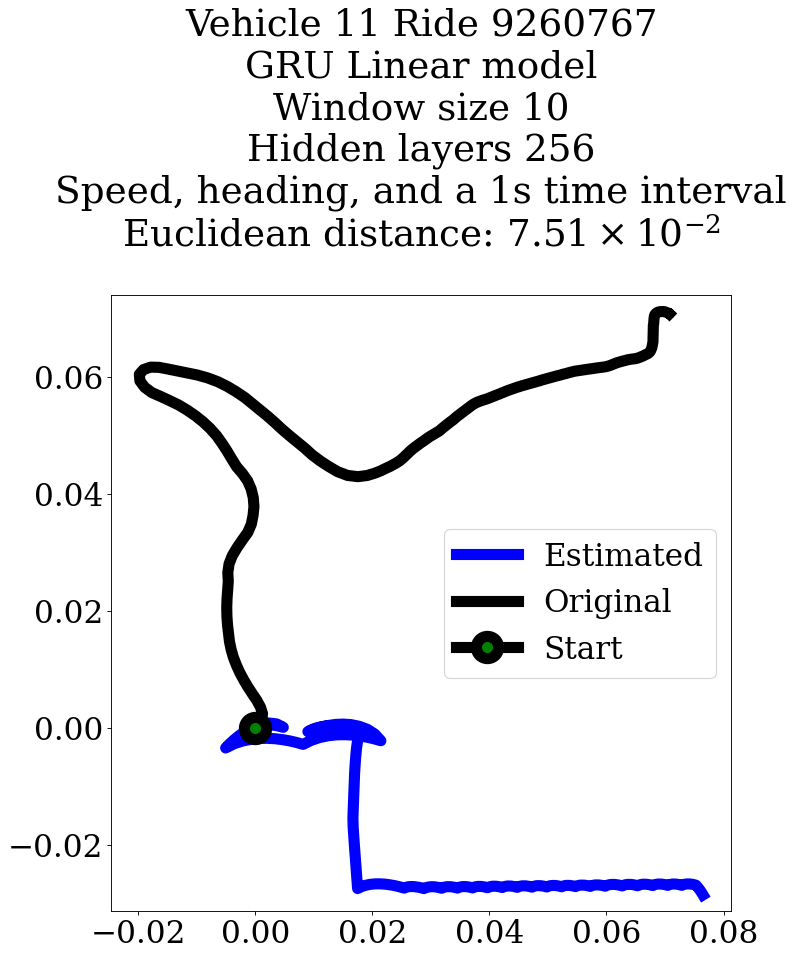 Vehicle 11 Ride 9260767
GRU Linear model
Window size 10
Hidden layers 256
Speed, heading, and a 1s time interval
Euclidean distance: 7.51 × 10⁻²
0.06
0.04
0.02
0.00
−0.02
Estimated
Original
Start
−0.02 0.00 0.02 0.04 0.06 0.08